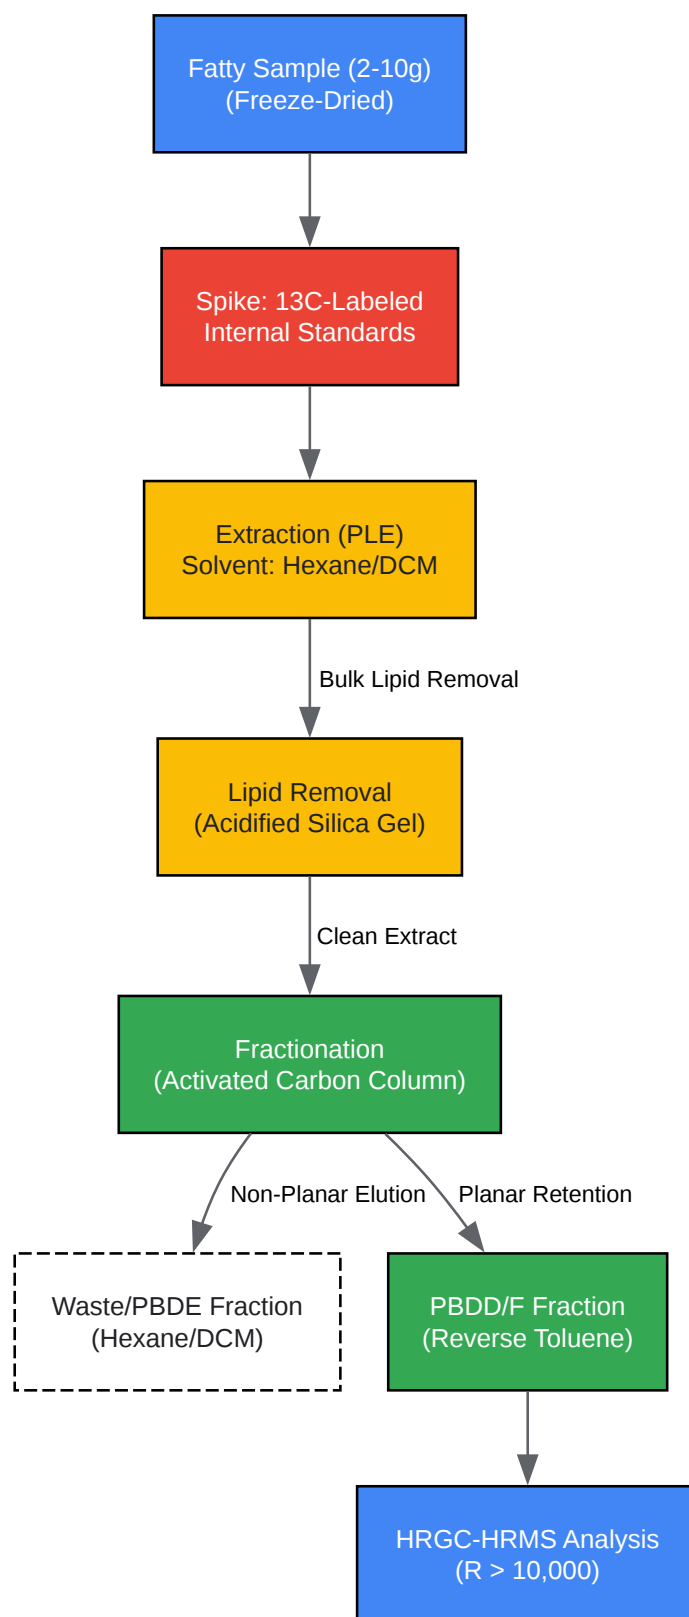 Fatty Sample (2-10g)
(Freeze-Dried)
Spike: 13C-Labeled
Internal Standards
Extraction (PLE)
Solvent: Hexane/DCM
Bulk Lipid Removal
Lipid Removal
(Acidified Silica Gel)
Clean Extract
Fractionation
(Activated Carbon Column)
Non-Planar Elution
Planar Retention
Waste/PBDE Fraction
(Hexane/DCM)
PBDD/F Fraction
(Reverse Toluene)
HRGC-HRMS Analysis
(R > 10,000)